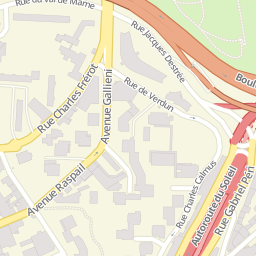 Rue du Val de Marne
Rue Jacques Destrée
Boul
Rue de Verdun
Rue Charles Frérot
Avenue Gallieni
Avenue Raspail
Rue Charles Calmus
Autoroute du Soleil
Rue Gabriel Péri